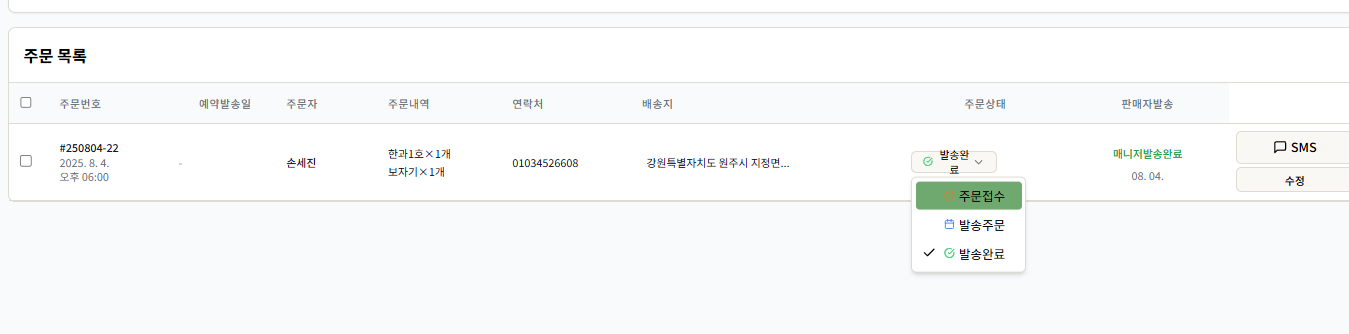 주문 목록
주문번호
예약발송일
주문자
주문내역
연락처
배송지
주문상태
판매자발송
#250804-22
2025. 8. 4.
오후 06:00
-
손세진
한과1호×1개
보자기×1개
01034526608
강원특별자치도 원주시 지정면...
발송완
료
매니저발송완료
08. 04.
SMS
수정
주문접수
발송주문
발송완료